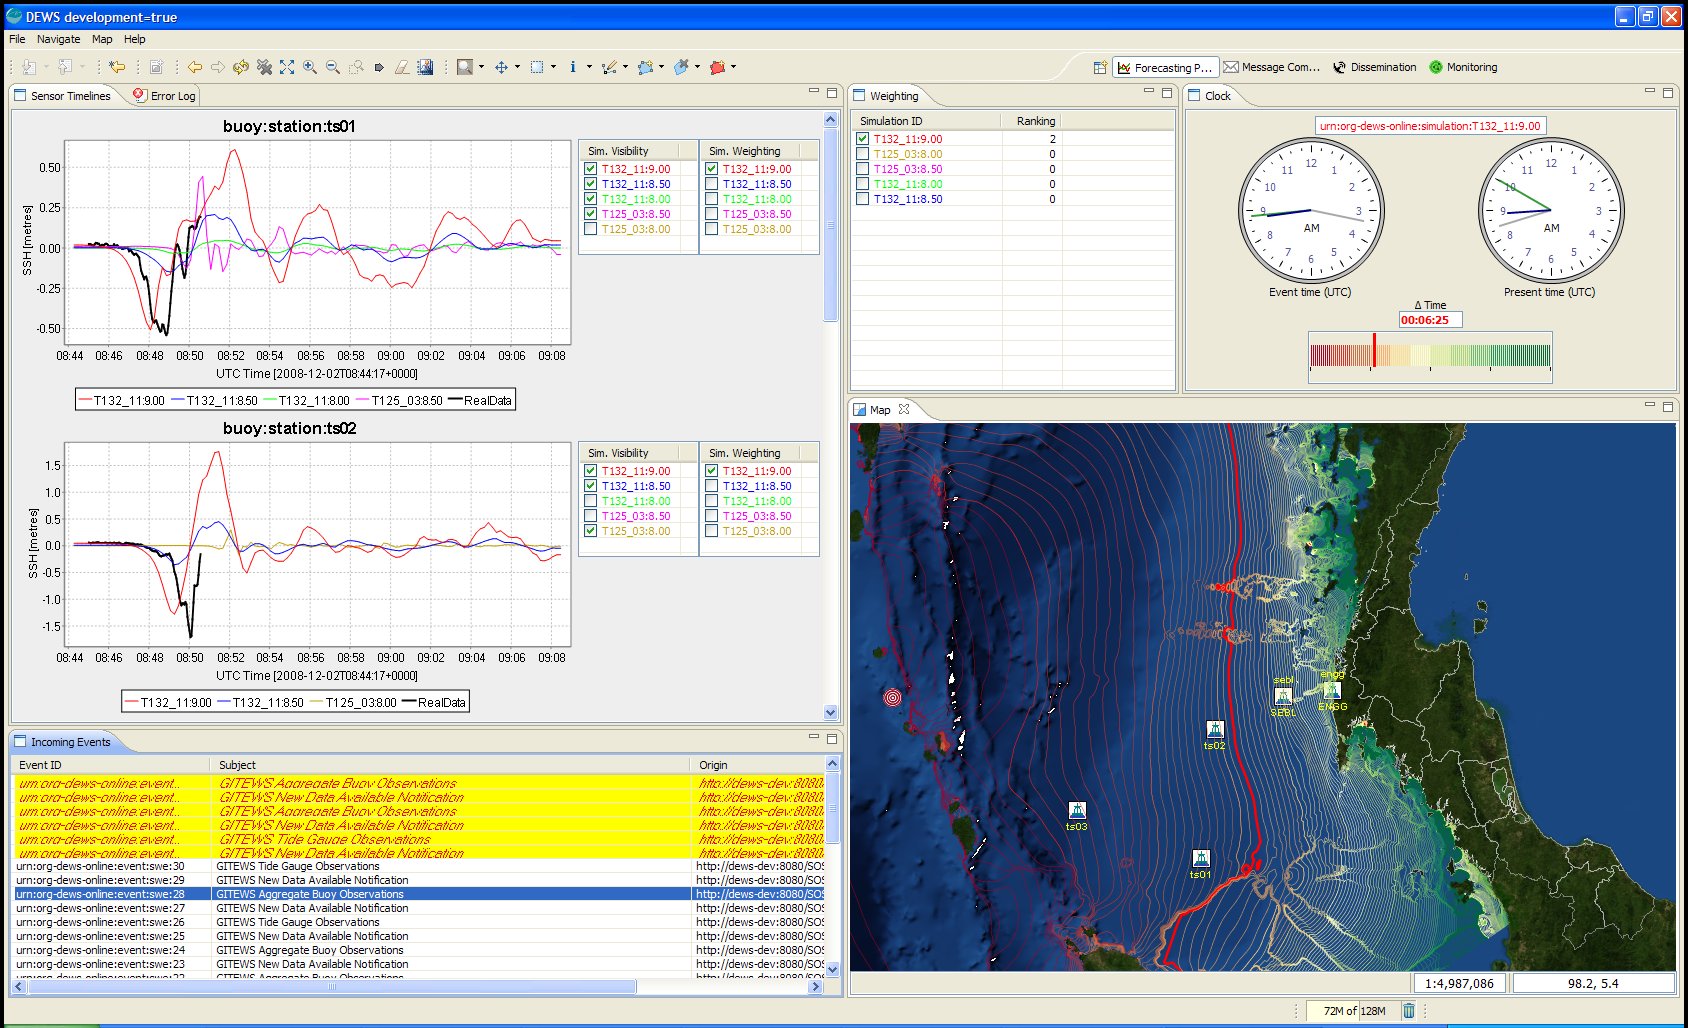 DEWS development=true
File Navigate Map Help
Forecasting P... Message Com... Dissemination Monitoring
Sensor Timelines Error Log
buoy:station:ts01
SSH [metres]
0.50
0.25
0.00
-0.25
-0.50
08:44 08:46 08:48 08:50 08:52 08:54 08:56 08:58 09:00 09:02 09:04 09:06 09:08
UTC Time [2008-12-02T08:44:17+0000]
T132_11:9.00 T132_11:8.50 T132_11:8.00 T125_03:8.50 RealData
Sim. Visibility Sim. Weighting
T132_11:9.00 T132_11:9.00
T132_11:8.50 T132_11:8.50
T132_11:8.00 T132_11:8.00
T125_03:8.50 T125_03:8.50
T125_03:8.00 T125_03:8.00
buoy:station:ts02
SSH [metres]
1.5
1.0
0.5
0.0
-0.5
-1.0
-1.5
08:44 08:46 08:48 08:50 08:52 08:54 08:56 08:58 09:00 09:02 09:04 09:06 09:08
UTC Time [2008-12-02T08:44:17+0000]
T132_11:9.00 T132_11:8.50 T125_03:8.00 RealData
Sim. Visibility Sim. Weighting
T132_11:9.00 T132_11:9.00
T132_11:8.50 T132_11:8.50
T132_11:8.00 T132_11:8.00
T125_03:8.50 T125_03:8.50
T125_03:8.00 T125_03:8.00
Incoming Events
Event ID Subject Origin
urn:org-dews-online:event... GITEWS Aggregate Buoy Observations http://dews-dev:8080/
urn:org-dews-online:event... GITEWS New Data Available Notification http://dews-dev:8080/
urn:org-dews-online:event... GITEWS Aggregate Buoy Observations http://dews-dev:8080/
urn:org-dews-online:event... GITEWS New Data Available Notification http://dews-dev:8080/
urn:org-dews-online:event... GITEWS Tide Gauge Observations http://dews-dev:8080/
urn:org-dews-online:event... GITEWS New Data Available Notification http://dews-dev:8080/
urn:org-dews-online:event:swe:30 GITEWS Tide Gauge Observations http://dews-dev:8080/SOS
urn:org-dews-online:event:swe:29 GITEWS New Data Available Notification http://dews-dev:8080/SOS
urn:org-dews-online:event:swe:28 GITEWS Aggregate Buoy Observations http://dews-dev:8080/SOS
urn:org-dews-online:event:swe:27 GITEWS New Data Available Notification http://dews-dev:8080/SOS
urn:org-dews-online:event:swe:26 GITEWS Tide Gauge Observations http://dews-dev:8080/SOS
urn:org-dews-online:event:swe:25 GITEWS New Data Available Notification http://dews-dev:8080/SOS
urn:org-dews-online:event:swe:24 GITEWS Aggregate Buoy Observations http://dews-dev:8080/SOS
urn:org-dews-online:event:swe:23 GITEWS New Data Available Notification http://dews-dev:8080/SOS
Weighting
Simulation ID Ranking
T132_11:9.00 2
T125_03:8.00 0
T125_03:8.50 0
T132_11:8.00 0
T132_11:8.50 0
Clock
urn:org-dews-online:simulation:T132_11:9.00
12 1 2 3 4 5 6 8 9 10 11
AM
Event time (UTC)
12 1 2 3 4 5 6 8 9 10 11
AM
Present time (UTC)
Δ Time
00:06:25
Map
sebl
SEBL
engg
ENGG
ts02
ts03
ts01
1:4,987,086 98.2, 5.4
72M of 128M